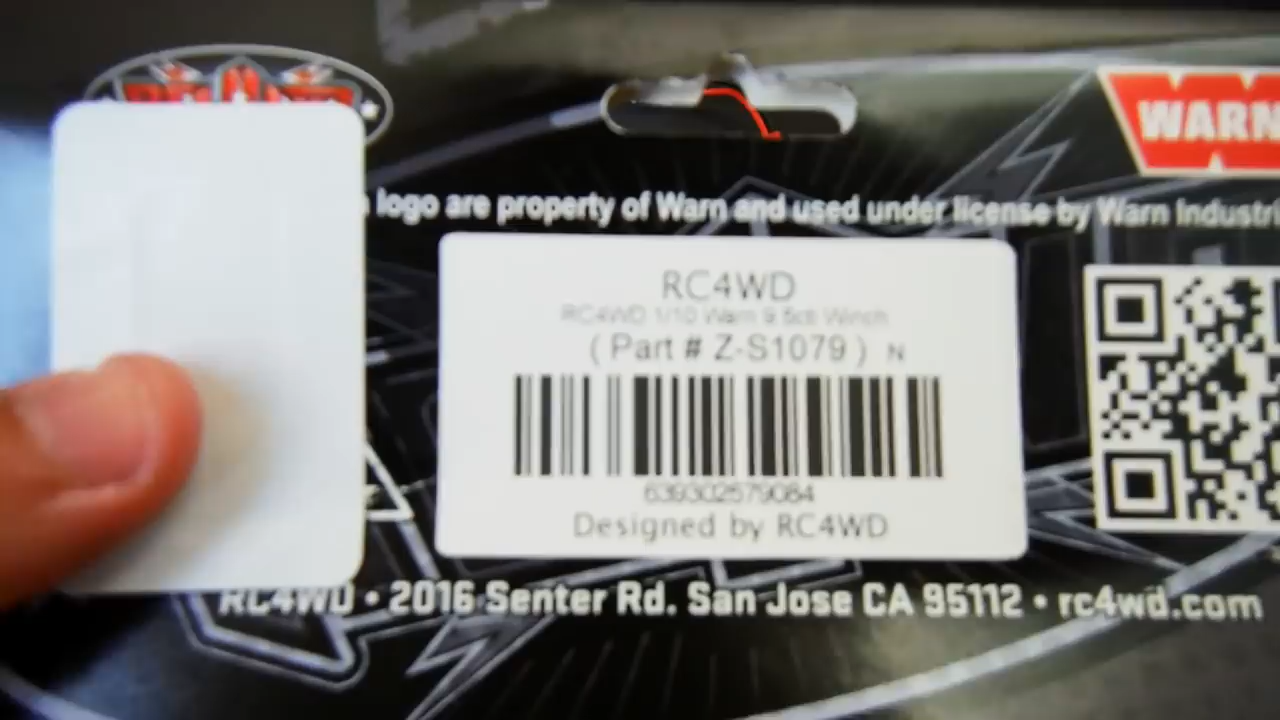 WARN
logo are property of Warn and used under license by Warn Industri
RC4WD
RC4WD 1/10 Warn 9.5cti Winch
( Part # Z-S1079 ) N
639302579084
Designed by RC4WD
RC4WD • 2016 Senter Rd. San Jose CA 95112 • rc4wd.com